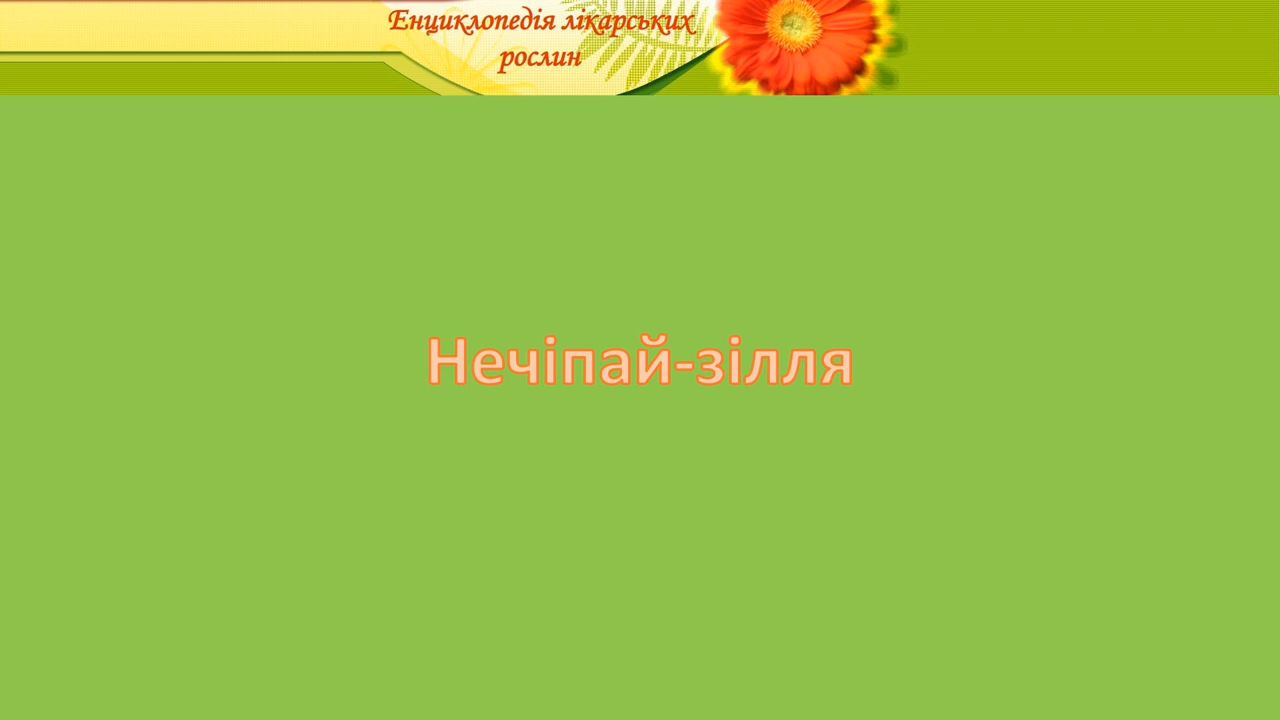 Енциклопедія лікарських
рослин
Нечіпай-зілля